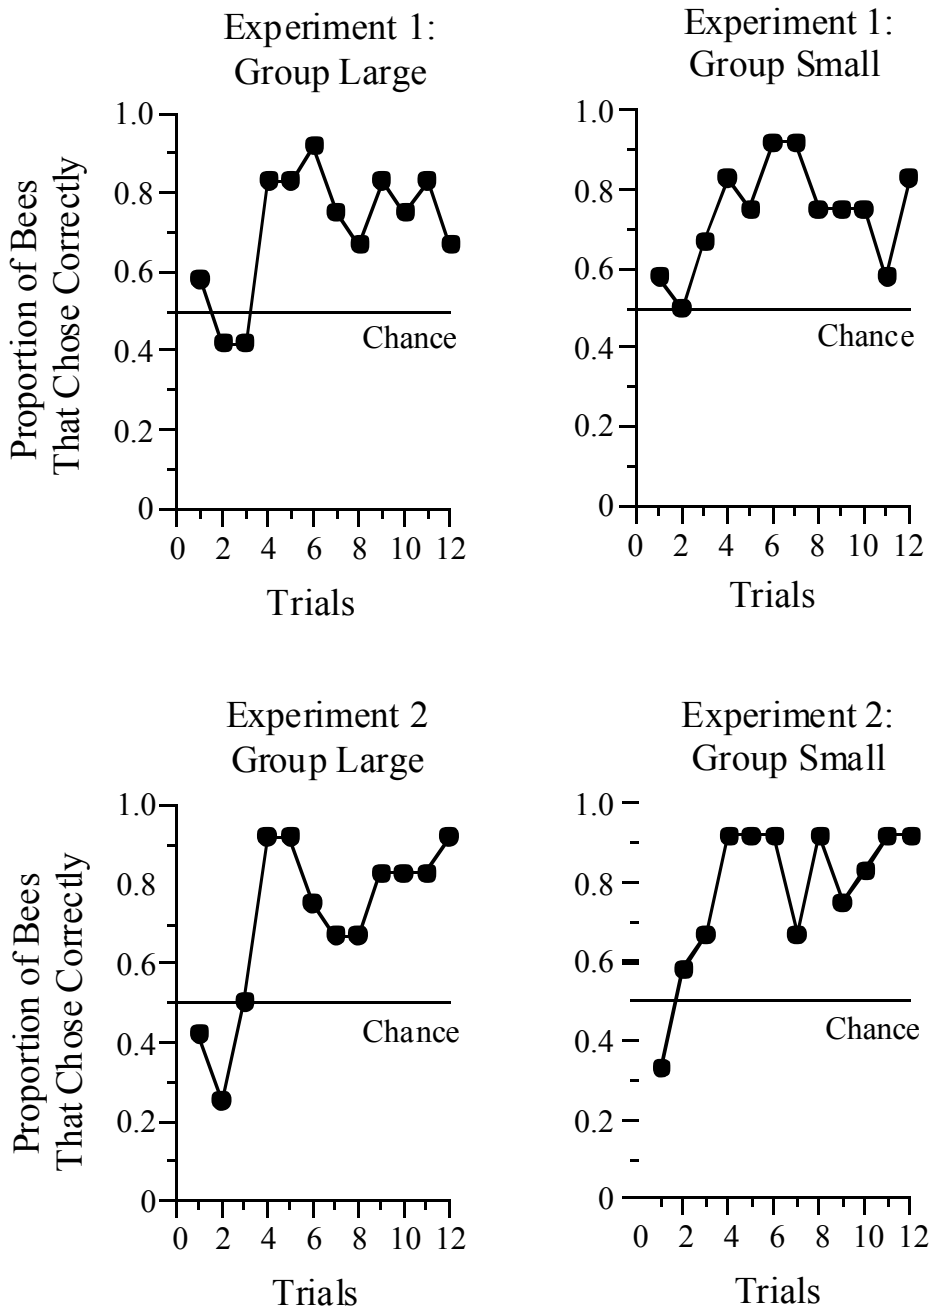 Experiment 1:
Group Large
Proportion of Bees
That Chose Correctly
1.0
0.8
0.6
0.4
0.2
0
Chance
0 2 4 6 8 10 12
Trials
Experiment 1:
Group Small
1.0
0.8
0.6
0.4
0.2
0
Chance
0 2 4 6 8 10 12
Trials
Experiment 2
Group Large
Proportion of Bees
That Chose Correctly
1.0
0.8
0.6
0.4
0.2
0
Chance
0 2 4 6 8 10 12
Trials
Experiment 2:
Group Small
1.0
0.8
0.6
0.4
0.2
0
Chance
0 2 4 6 8 10 12
Trials